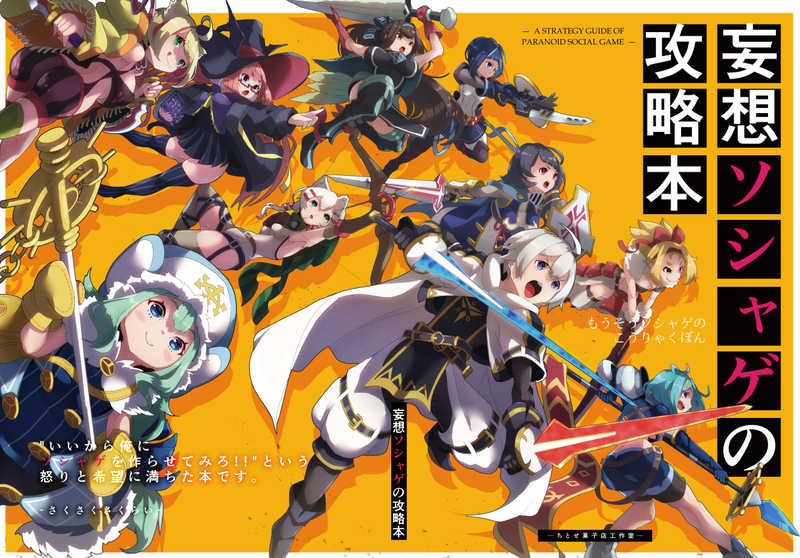 — A STRATEGY GUIDE OF
PARANOID SOCIAL GAME —
妄想ソシャゲの
攻略本
もうそうソシャゲの
こうりゃくぼん
妄想ソシャゲの攻略本
"いいから俺に
ソシャゲを作らせてみろ!!"という
怒りと希望に満ちた本です。
-さくさくさくらい-
—ちとせ菓子店工作室—